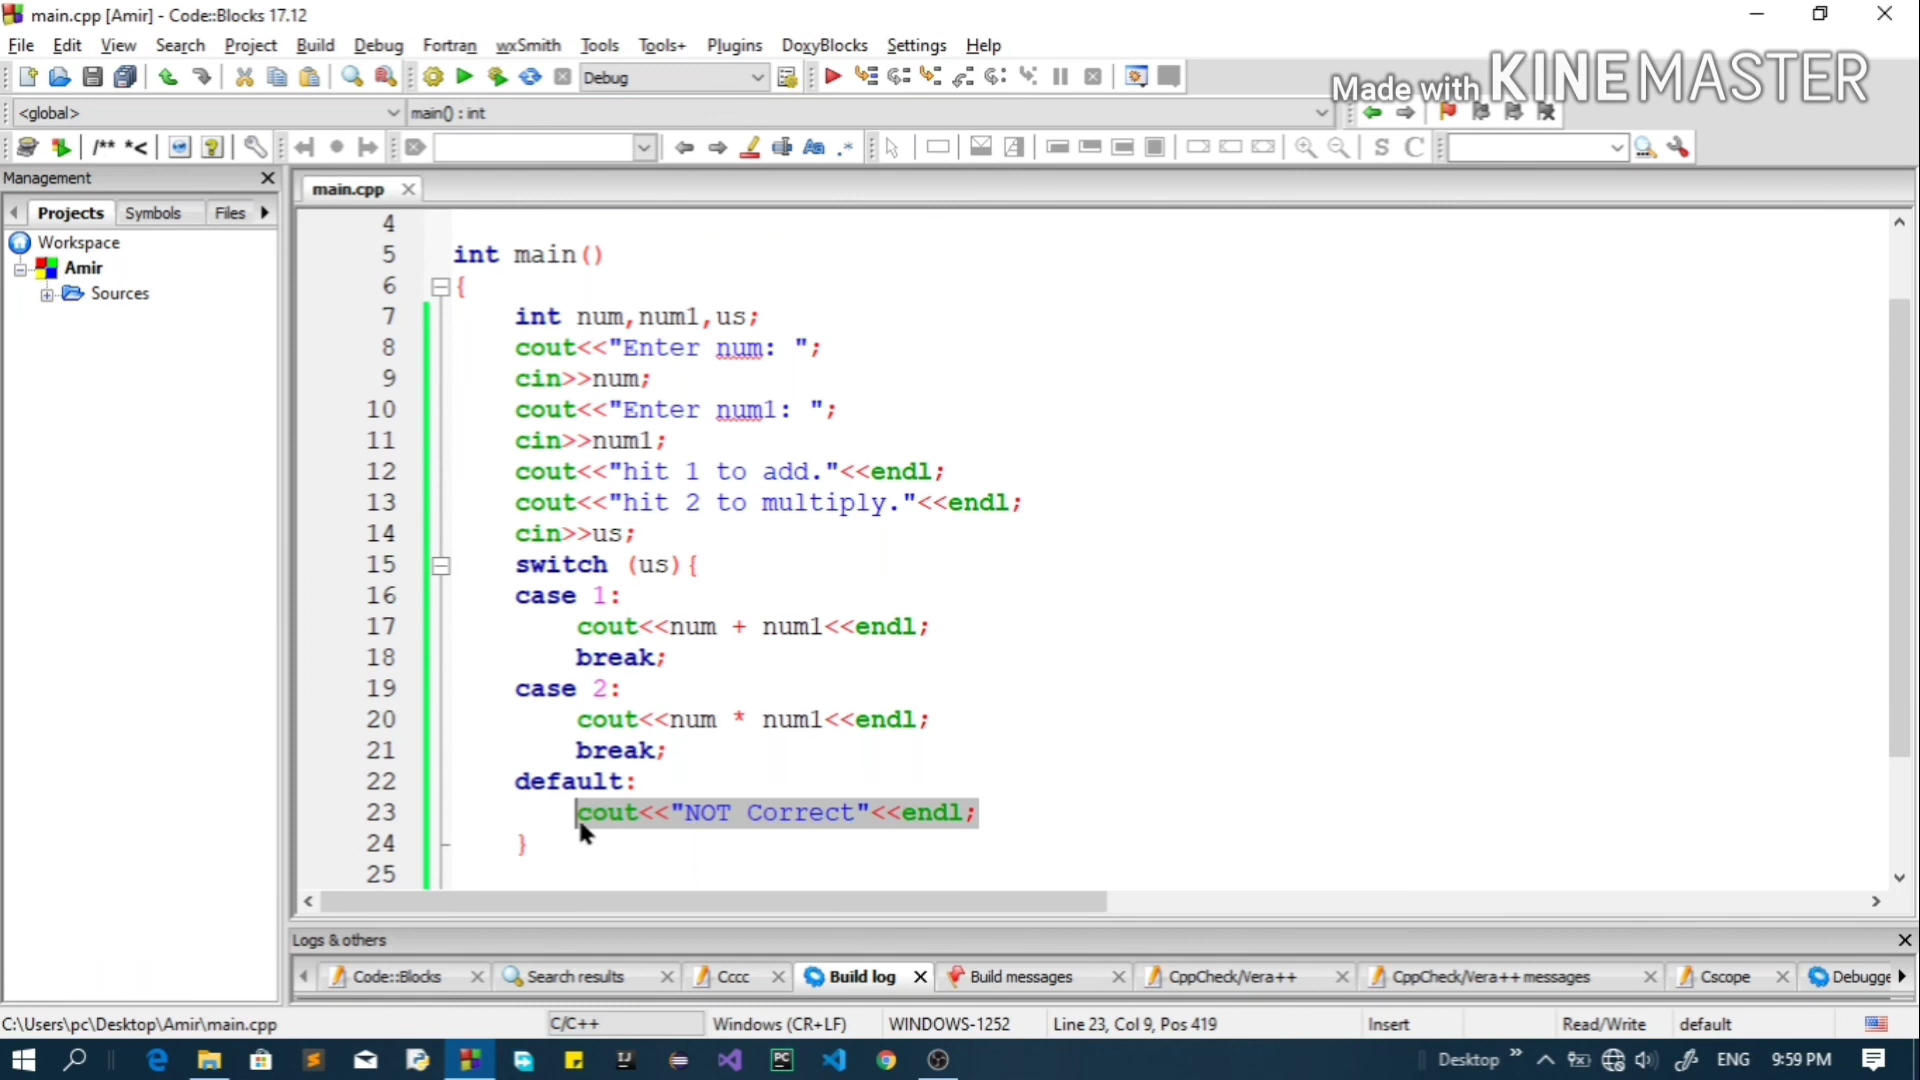 main.cpp [Amir] - Code::Blocks 17.12
File Edit View Search Project Build Debug Fortran wxSmith Tools Tools+ Plugins DoxyBlocks Settings Help
Debug
Made with KINEMASTER
<global> main() : int
/** *<
Aa .* S C
Management
Projects Symbols Files
Workspace
Amir
Sources
main.cpp
4
5 int main()
6 {
7 int num,num1,us;
8 cout<<"Enter num: ";
9 cin>>num;
10 cout<<"Enter num1: ";
11 cin>>num1;
12 cout<<"hit 1 to add."<<endl;
13 cout<<"hit 2 to multiply."<<endl;
14 cin>>us;
15 switch (us){
16 case 1:
17 cout<<num + num1<<endl;
18 break;
19 case 2:
20 cout<<num * num1<<endl;
21 break;
22 default:
23 cout<<"NOT Correct"<<endl;
24 }
25
Logs & others
Code::Blocks Search results Cccc Build log Build messages CppCheck/Vera++ CppCheck/Vera++ messages Cscope Debugge
C:\Users\pc\Desktop\Amir\main.cpp C/C++ Windows (CR+LF) WINDOWS-1252 Line 23, Col 9, Pos 419 Insert Read/Write default
Desktop ENG 9:59 PM